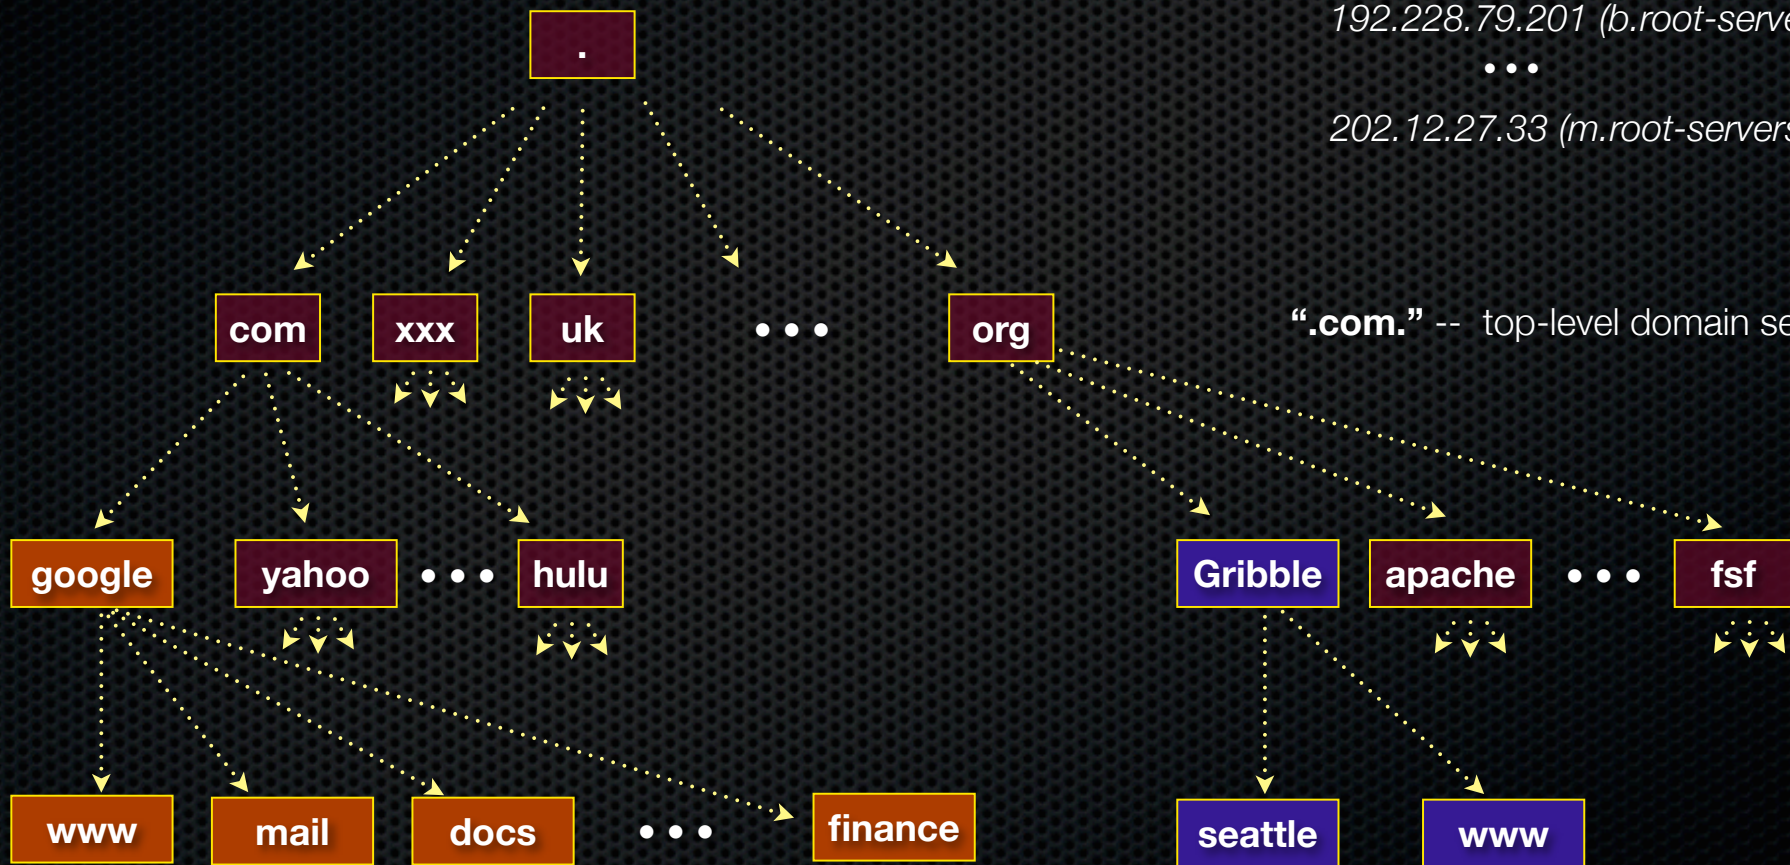 .
192.228.79.201 (b.root-serve
•••
202.12.27.33 (m.root-servers
com xxx uk ••• org
“.com.” -- top-level domain se
google yahoo ••• hulu Gribble apache ••• fsf
www mail docs ••• finance seattle www